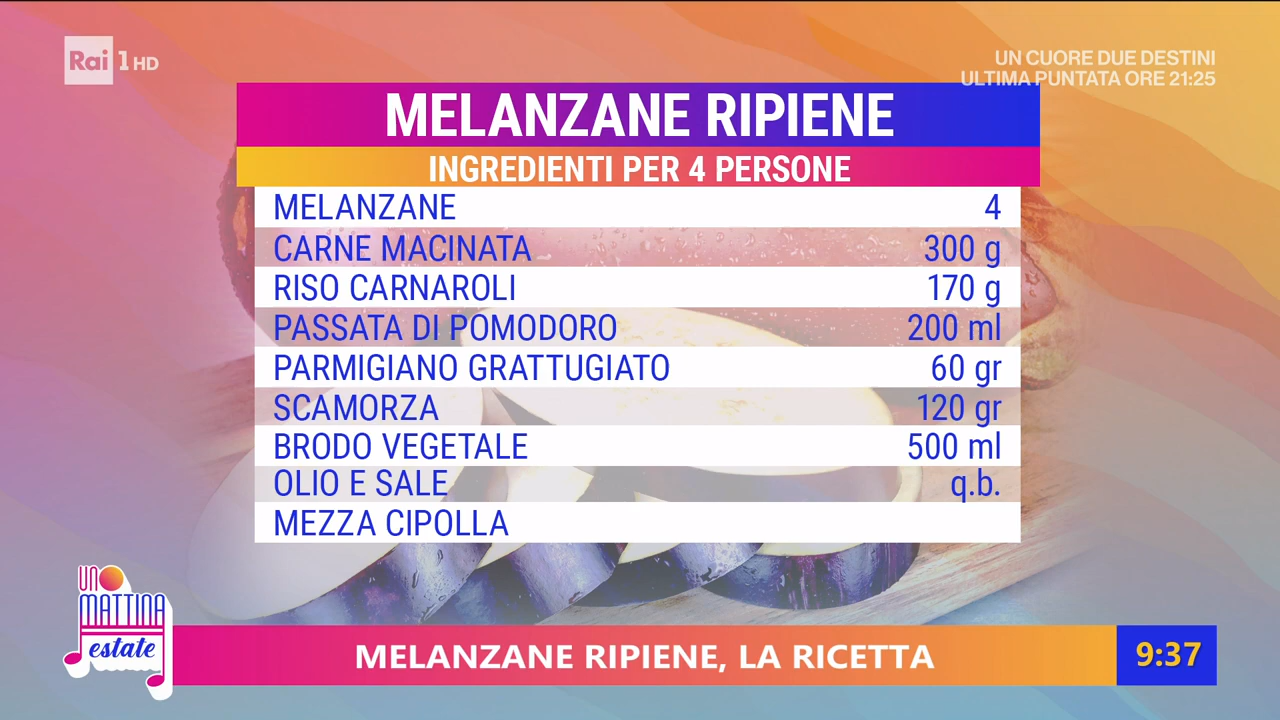 Rai 1 HD
UN CUORE DUE DESTINI
ULTIMA PUNTATA ORE 21:25
MELANZANE RIPIENE
INGREDIENTI PER 4 PERSONE
MELANZANE 4
CARNE MACINATA 300 g
RISO CARNAROLI 170 g
PASSATA DI POMODORO 200 ml
PARMIGIANO GRATTUGIATO 60 gr
SCAMORZA 120 gr
BRODO VEGETALE 500 ml
OLIO E SALE q.b.
MEZZA CIPOLLA
UNO
MATTINA
estate
MELANZANE RIPIENE, LA RICETTA
9:37